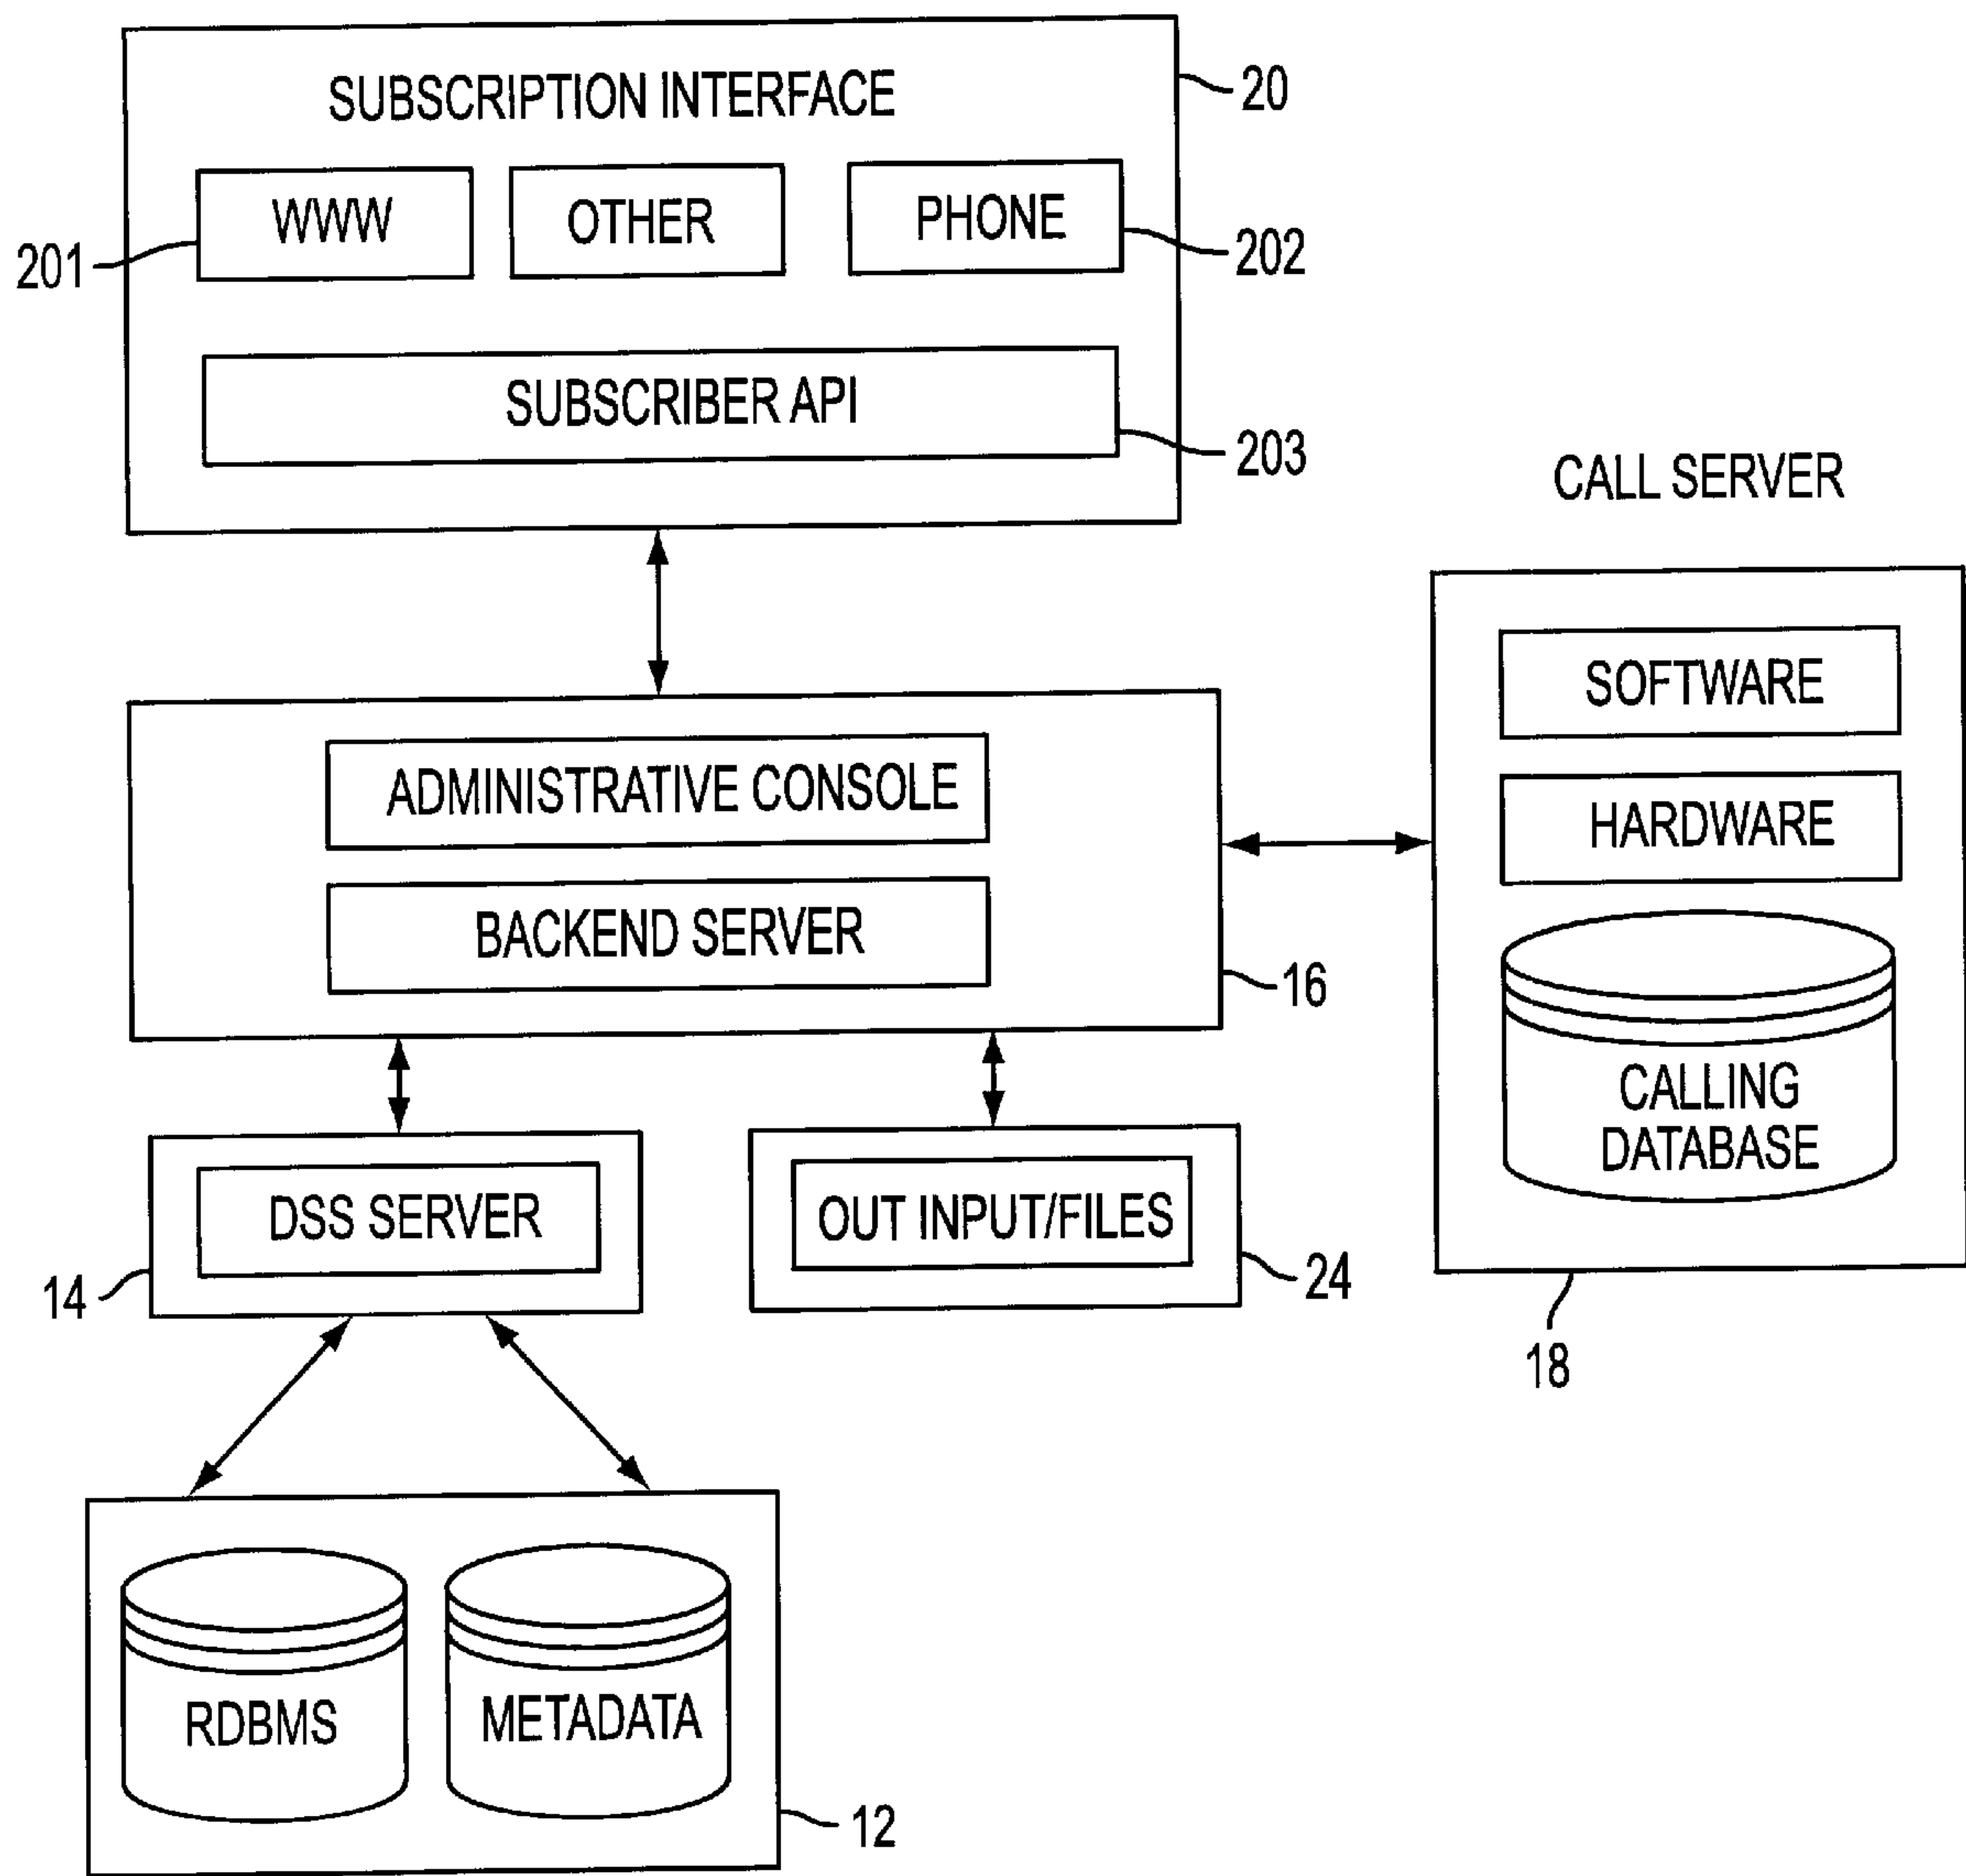 SUBSCRIPTION INTERFACE
20
WWW
OTHER
PHONE
201
202
SUBSCRIBER API
203
CALL SERVER
SOFTWARE
HARDWARE
CALLING
DATABASE
18
ADMINISTRATIVE CONSOLE
BACKEND SERVER
16
DSS SERVER
14
OUT INPUT/FILES
24
RDBMS
METADATA
12